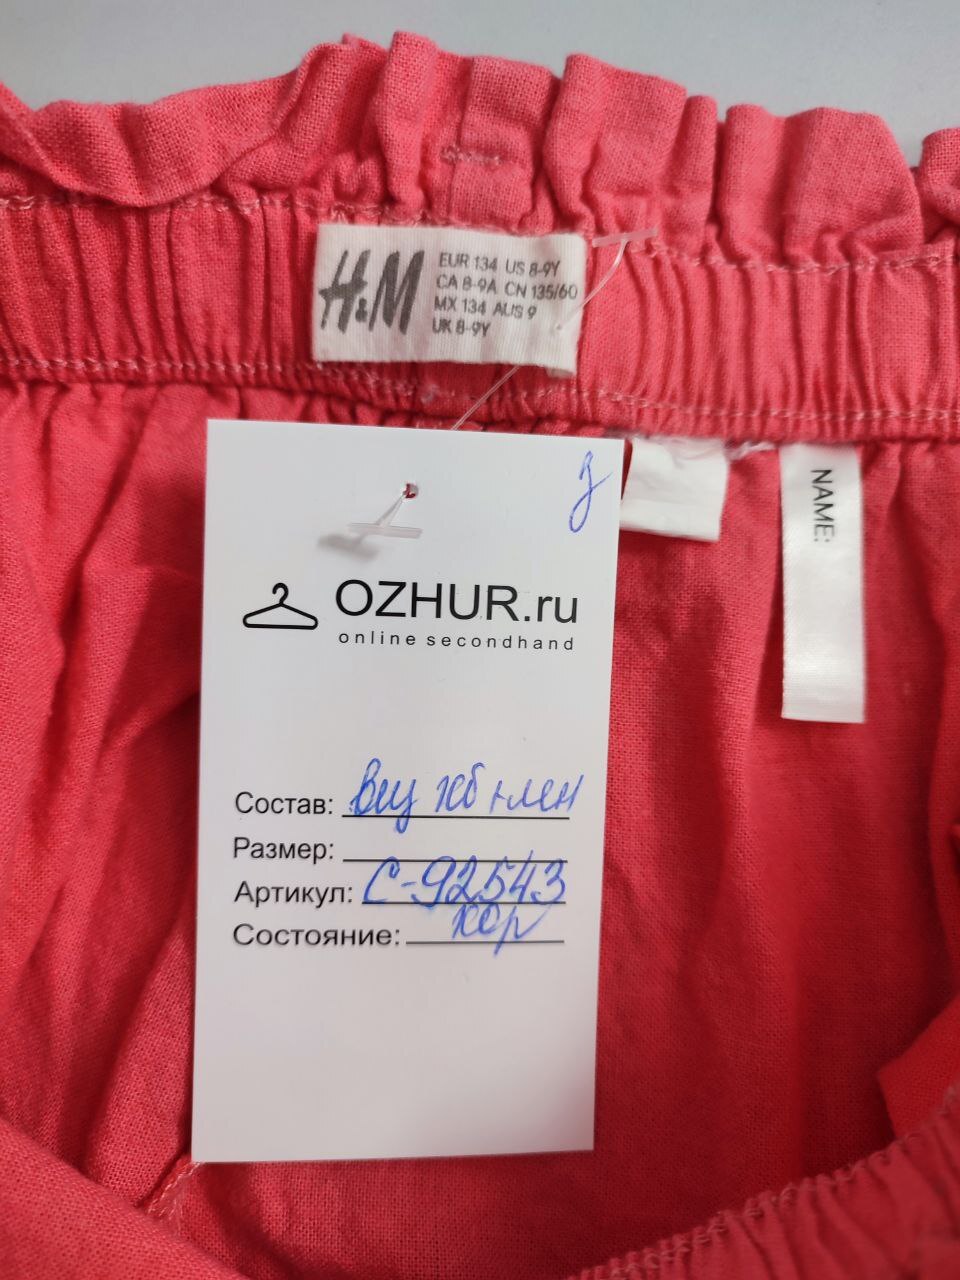 H&M
EUR 134 US 8-9Y
CA 8-9A CN 135/60
MX 134 AUS 9
UK 8-9Y
NAME:
OZHUR.ru
online secondhand
Состав: хб+лен
Размер:
Артикул: С-92543
Состояние: хор